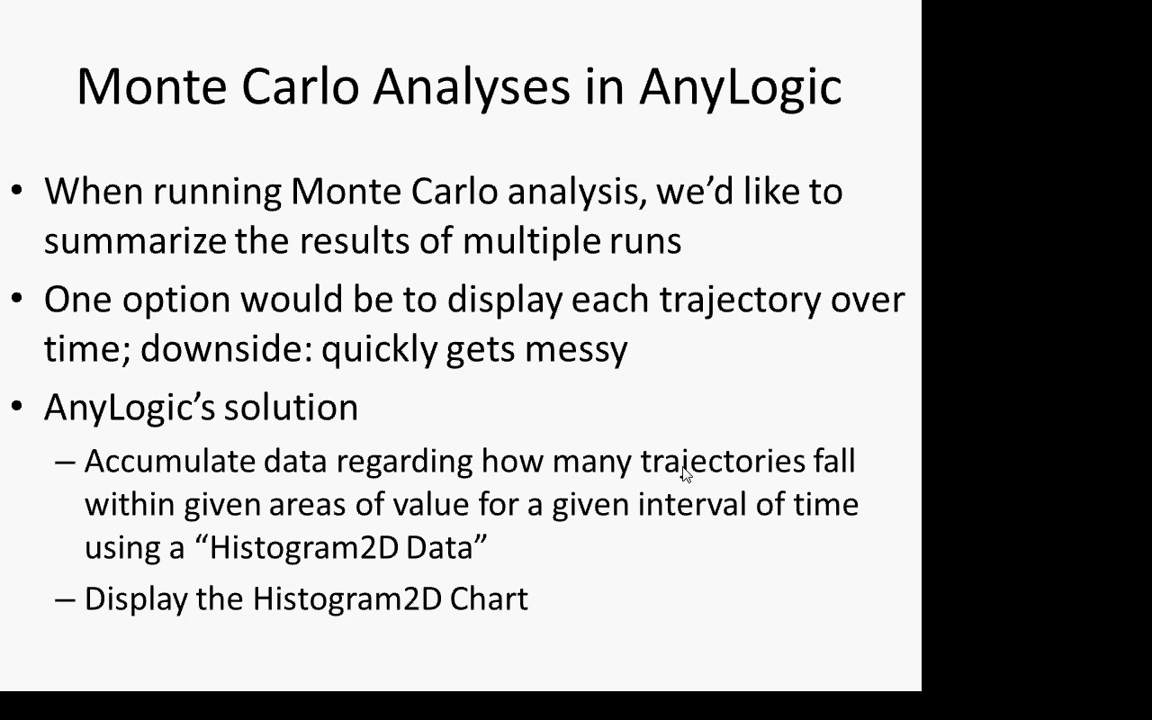 Monte Carlo Analyses in AnyLogic
• When running Monte Carlo analysis, we’d like to
summarize the results of multiple runs
• One option would be to display each trajectory over
time; downside: quickly gets messy
• AnyLogic’s solution
– Accumulate data regarding how many trajectories fall
within given areas of value for a given interval of time
using a “Histogram2D Data”
– Display the Histogram2D Chart